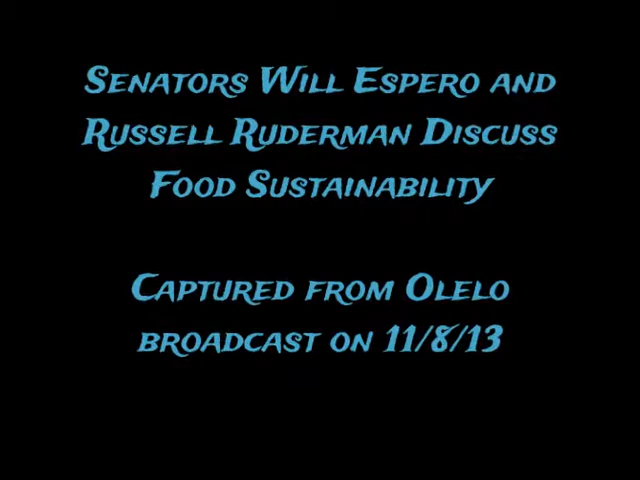 Senators Will Espero and
Russell Ruderman Discuss
Food Sustainability
Captured from Olelo
broadcast on 11/8/13